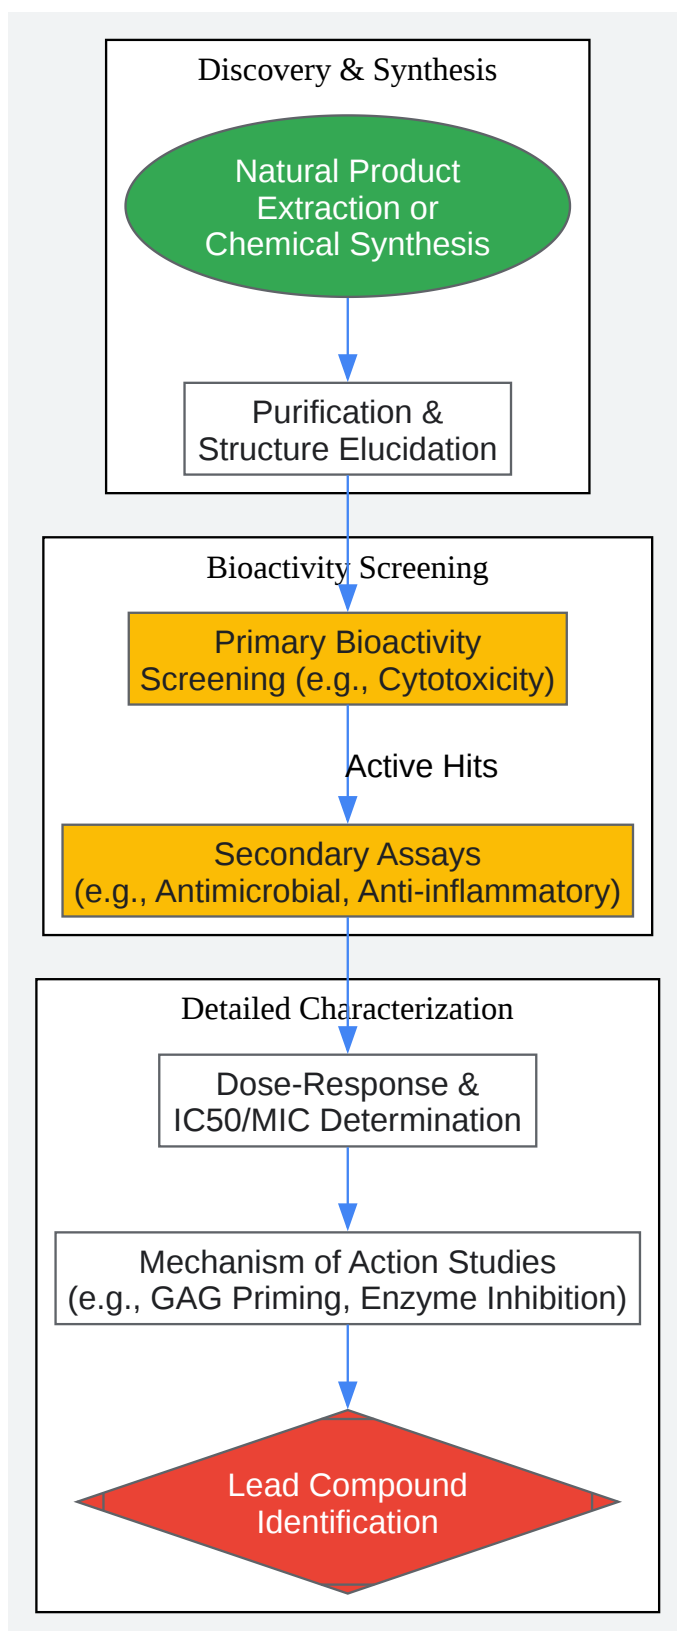 Discovery & Synthesis
Natural Product
Extraction or
Chemical Synthesis
Purification &
Structure Elucidation
Bioactivity Screening
Primary Bioactivity
Screening (e.g., Cytotoxicity)
Active Hits
Secondary Assays
(e.g., Antimicrobial, Anti-inflammatory)
Detailed Characterization
Dose-Response &
IC50/MIC Determination
Mechanism of Action Studies
(e.g., GAG Priming, Enzyme Inhibition)
Lead Compound
Identification